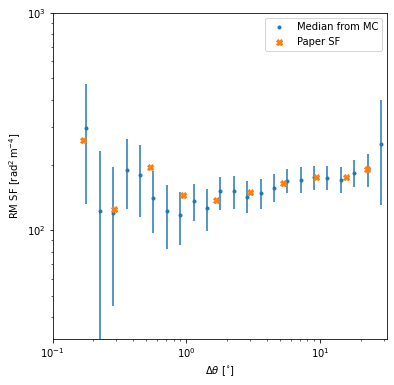 10³
Median from MC
Paper SF
RM SF [rad² m⁻⁴]
10²
10⁻¹
10⁰
10¹
Δθ [°]